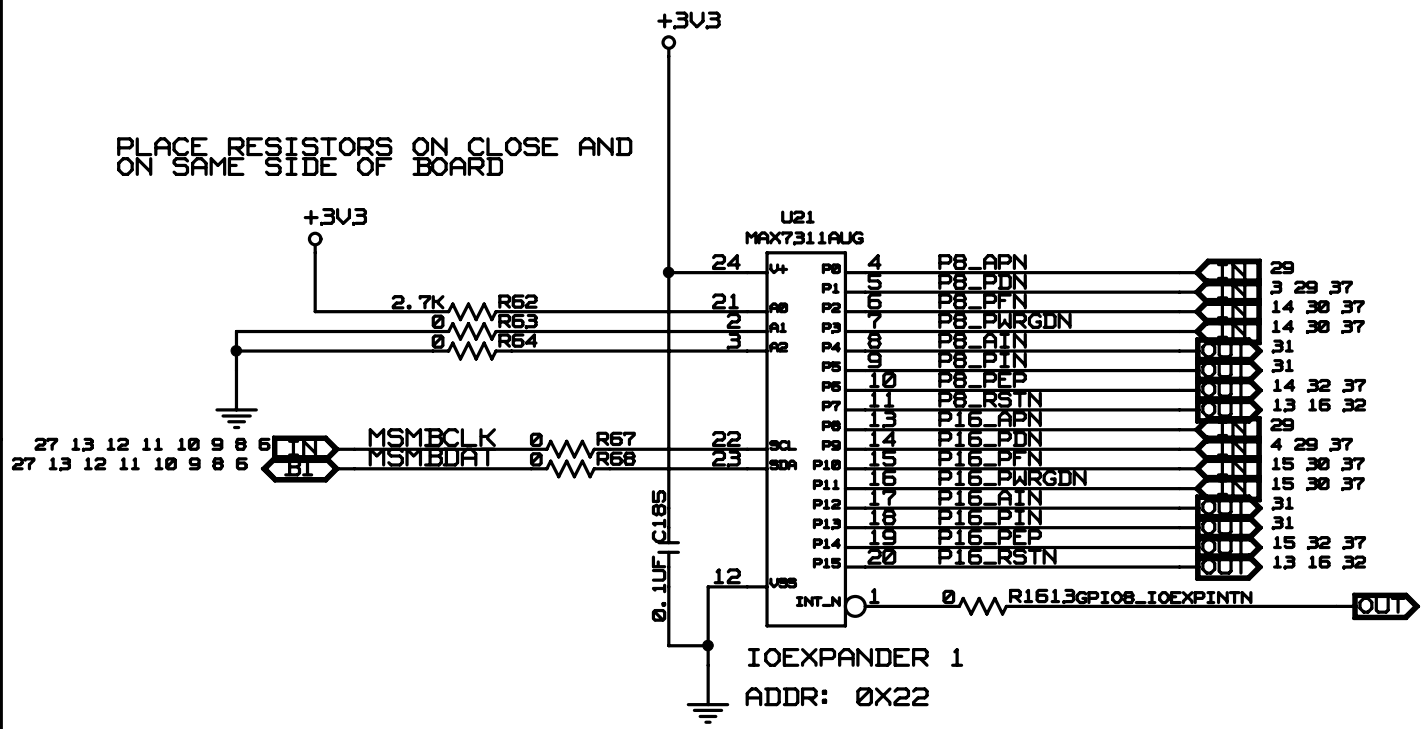 +3V3
PLACE RESISTORS ON CLOSE AND
ON SAME SIDE OF BOARD
+3V3
U21
MAX7311AUG
24 V+ P0 4 P8_APN IN 29
P1 5 P8_PDN IN 3 29 37
2.7K R62 21 A0 P2 6 P8_PFN IN 14 30 37
0 R63 2 A1 P3 7 P8_PWRGDN IN 14 30 37
0 R64 3 A2 P4 8 P8_AIN OUT 31
P5 9 P8_PIN OUT 31
P6 10 P8_PEP OUT 14 32 37
P7 11 P8_RSTN OUT 13 16 32
P8 13 P16_APN IN 29
27 13 12 11 10 9 8 6 IN MSMBCLK 0 R67 22 SCL P9 14 P16_PDN IN 4 29 37
27 13 12 11 10 9 8 6 BI MSMBDAT 0 R68 23 SDA P10 15 P16_PFN IN 15 30 37
P11 16 P16_PWRGDN IN 15 30 37
P12 17 P16_AIN OUT 31
P13 18 P16_PIN OUT 31
P14 19 P16_PEP OUT 15 32 37
P15 20 P16_RSTN OUT 13 16 32
0.1UF C185
12 VSS
INT_N 1 0 R1613 GPIO8_IOEXPINTN OUT
IOEXPANDER 1
ADDR: 0X22